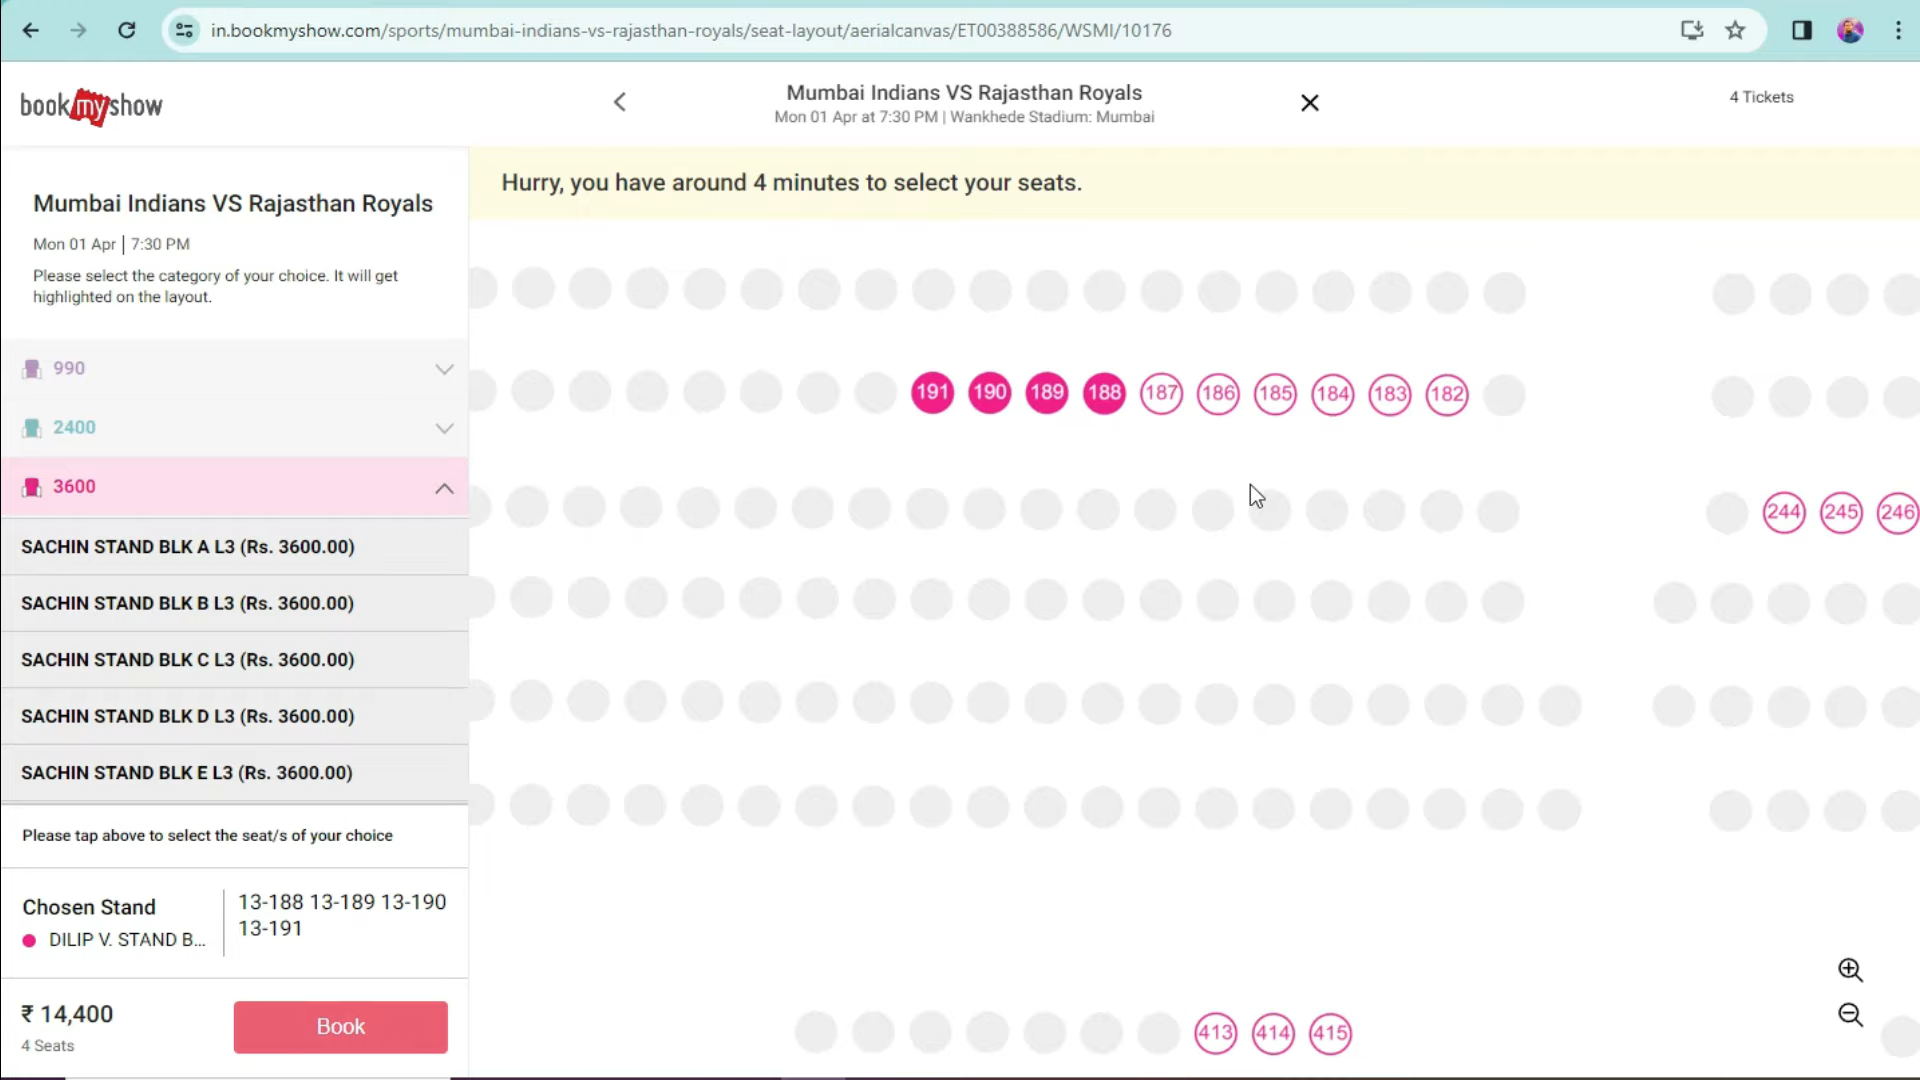 in.bookmyshow.com/sports/mumbai-indians-vs-rajasthan-royals/seat-layout/aerialcanvas/ET00388586/WSMI/10176
bookmyshow
Mumbai Indians VS Rajasthan Royals
Mon 01 Apr at 7:30 PM | Wankhede Stadium: Mumbai
4 Tickets
Hurry, you have around 4 minutes to select your seats.
Mumbai Indians VS Rajasthan Royals
Mon 01 Apr | 7:30 PM
Please select the category of your choice. It will get
highlighted on the layout.
990
2400
3600
SACHIN STAND BLK A L3 (Rs. 3600.00)
SACHIN STAND BLK B L3 (Rs. 3600.00)
SACHIN STAND BLK C L3 (Rs. 3600.00)
SACHIN STAND BLK D L3 (Rs. 3600.00)
SACHIN STAND BLK E L3 (Rs. 3600.00)
Please tap above to select the seat/s of your choice
Chosen Stand
DILIP V. STAND B...
13-188 13-189 13-190
13-191
₹ 14,400
4 Seats
Book
191 190 189 188 187 186 185 184 183 182
244 245 246
413 414 415